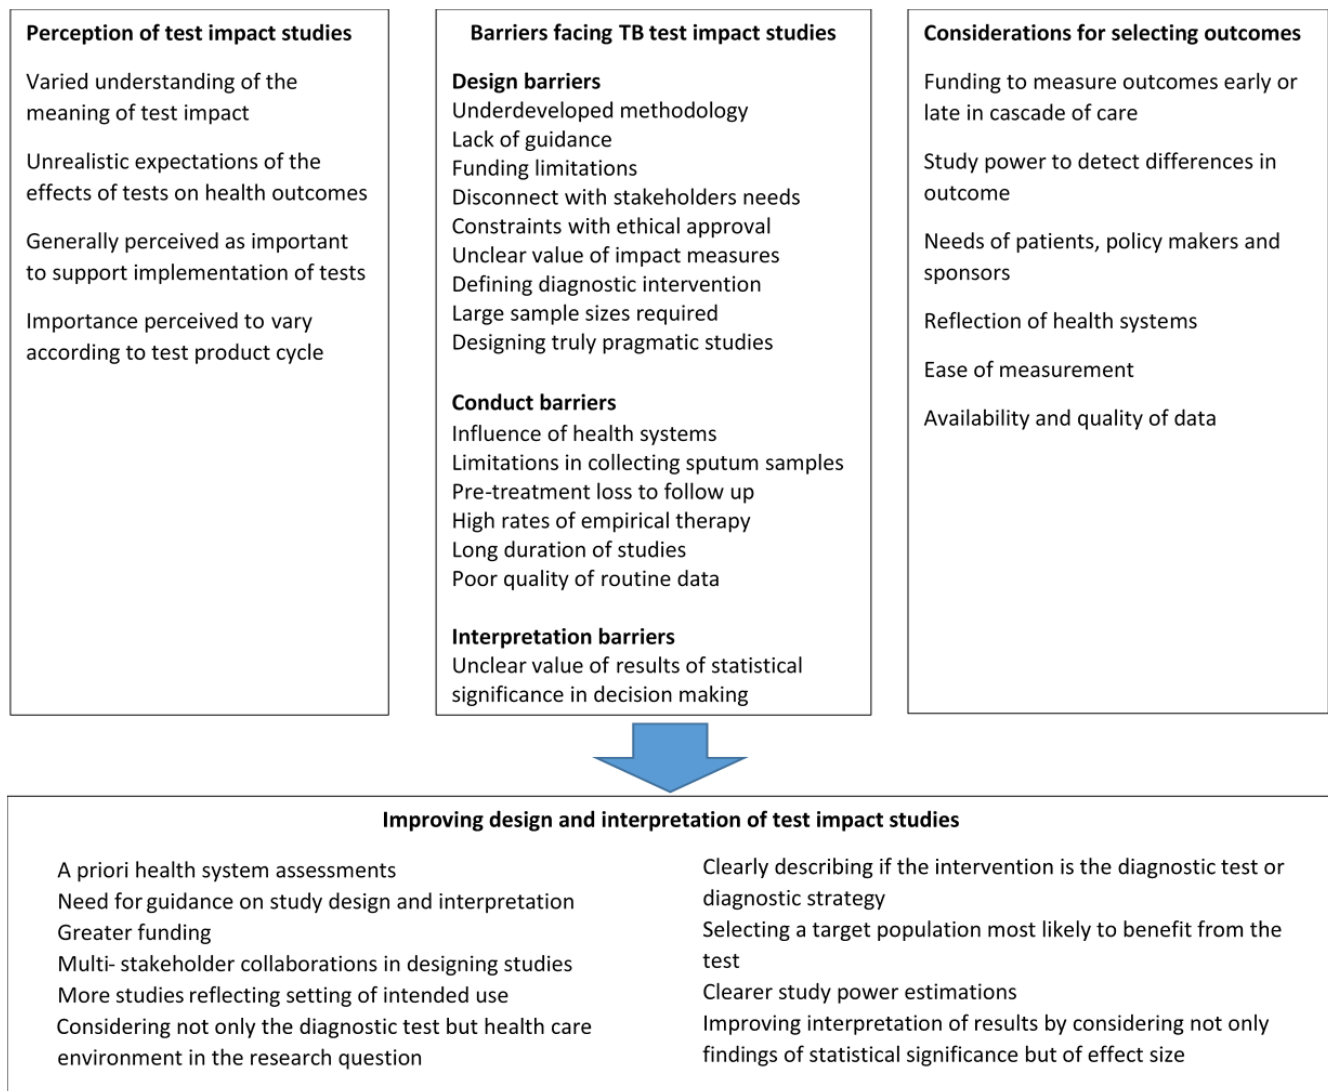 Perception of test impact studies
Varied understanding of the
meaning of test impact
Unrealistic expectations of the
effects of tests on health outcomes
Generally perceived as important
to support implementation of tests
Importance perceived to vary
according to test product cycle
Barriers facing TB test impact studies
Design barriers
Underdeveloped methodology
Lack of guidance
Funding limitations
Disconnect with stakeholders needs
Constraints with ethical approval
Unclear value of impact measures
Defining diagnostic intervention
Large sample sizes required
Designing truly pragmatic studies
Conduct barriers
Influence of health systems
Limitations in collecting sputum samples
Pre-treatment loss to follow up
High rates of empirical therapy
Long duration of studies
Poor quality of routine data
Interpretation barriers
Unclear value of results of statistical
significance in decision making
Considerations for selecting outcomes
Funding to measure outcomes early or
late in cascade of care
Study power to detect differences in
outcome
Needs of patients, policy makers and
sponsors
Reflection of health systems
Ease of measurement
Availability and quality of data
Improving design and interpretation of test impact studies
A priori health system assessments
Need for guidance on study design and interpretation
Greater funding
Multi- stakeholder collaborations in designing studies
More studies reflecting setting of intended use
Considering not only the diagnostic test but health care
environment in the research question
Clearly describing if the intervention is the diagnostic test or
diagnostic strategy
Selecting a target population most likely to benefit from the
test
Clearer study power estimations
Improving interpretation of results by considering not only
findings of statistical significance but of effect size